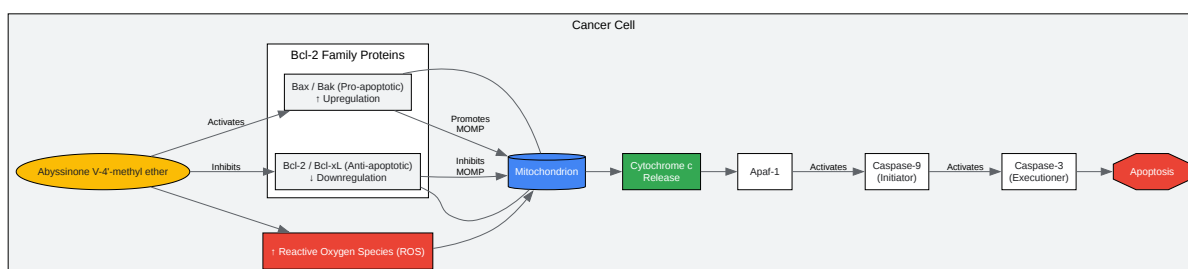 Cancer Cell
Bcl-2 Family Proteins
Bax / Bak (Pro-apoptotic)
↑ Upregulation
Activates
Promotes
MOMP
Abyssinone V-4'-methyl ether
Inhibits
Bcl-2 / Bcl-xL (Anti-apoptotic)
↓ Downregulation
Inhibits
MOMP
Mitochondrion
Cytochrome c
Release
Apaf-1
Activates
Caspase-9
(Initiator)
Activates
Caspase-3
(Executioner)
Apoptosis
↑ Reactive Oxygen Species (ROS)